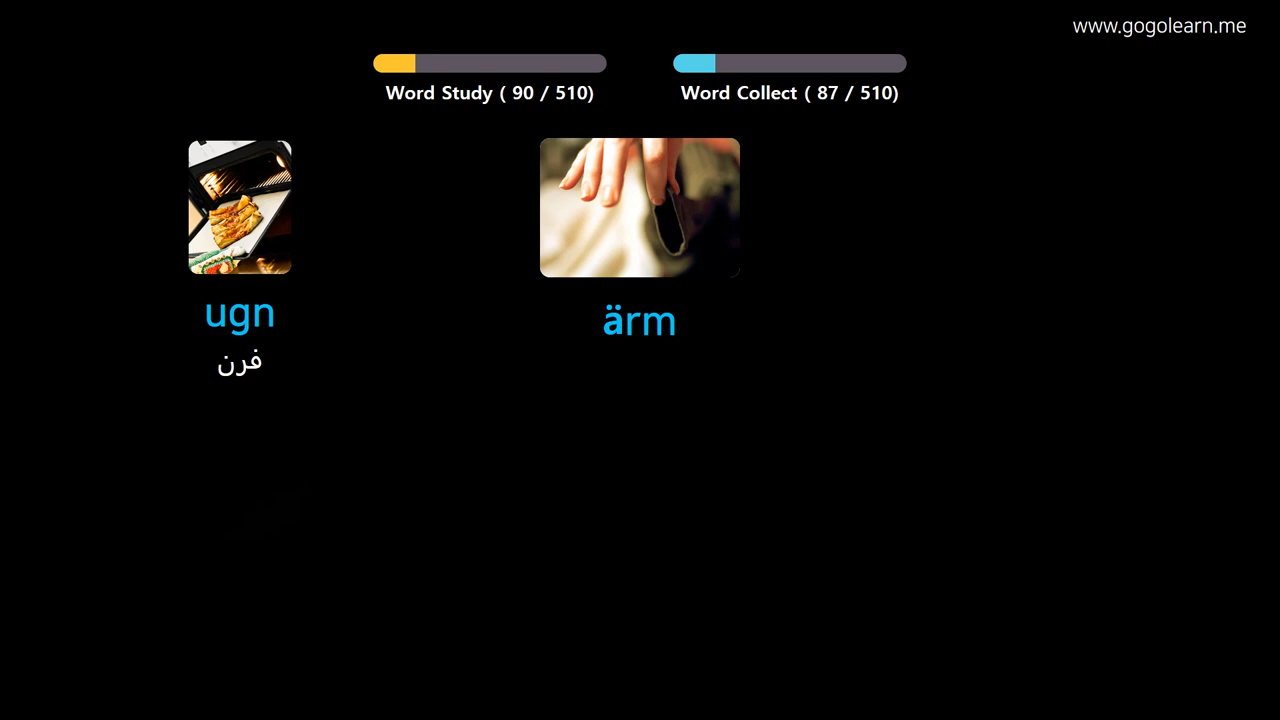 www.gogolearn.me
Word Study ( 90 / 510)
Word Collect ( 87 / 510)
ugn
فرن
ärm